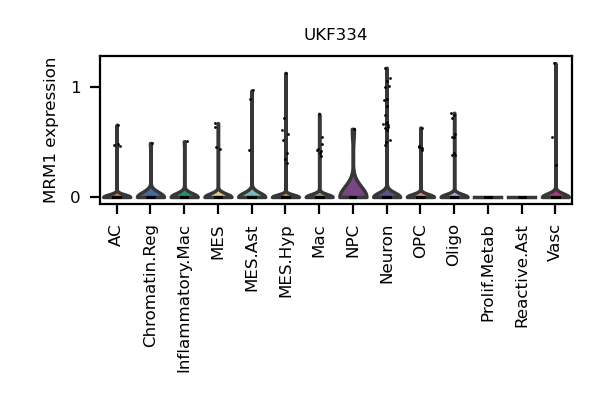 UKF334
MRM1 expression
1
0
AC
Chromatin.Reg
Inflammatory.Mac
MES
MES.Ast
MES.Hyp
Mac
NPC
Neuron
OPC
Oligo
Prolif.Metab
Reactive.Ast
Vasc